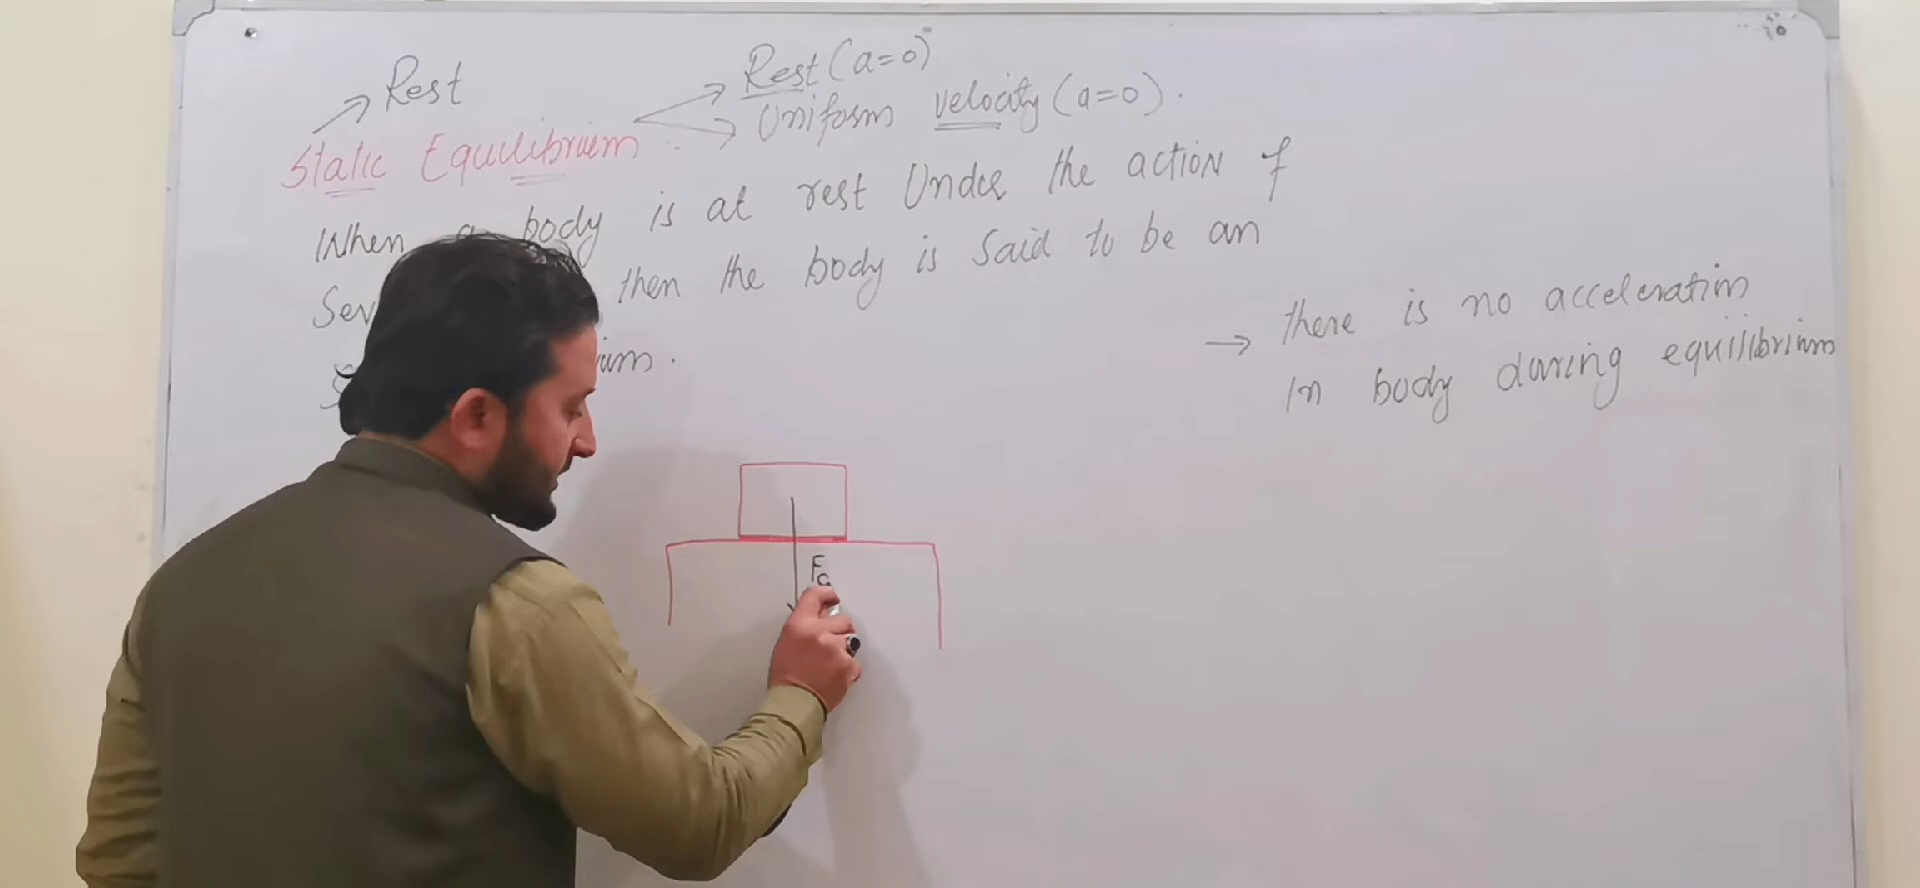 Rest
Rest (a=0)
Uniform velocity (a=0).
Static Equilibrium
When a body is at rest Under the action of
then the body is Said to be an
→ there is no acceleration
In body during equilibrium